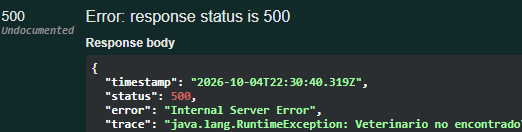 500
Undocumented
Error: response status is 500
Response body
{
"timestamp": "2026-10-04T22:30:40.319Z",
"status": 500,
"error": "Internal Server Error",
"trace": "java.lang.RuntimeException: Veterinario no encontrado